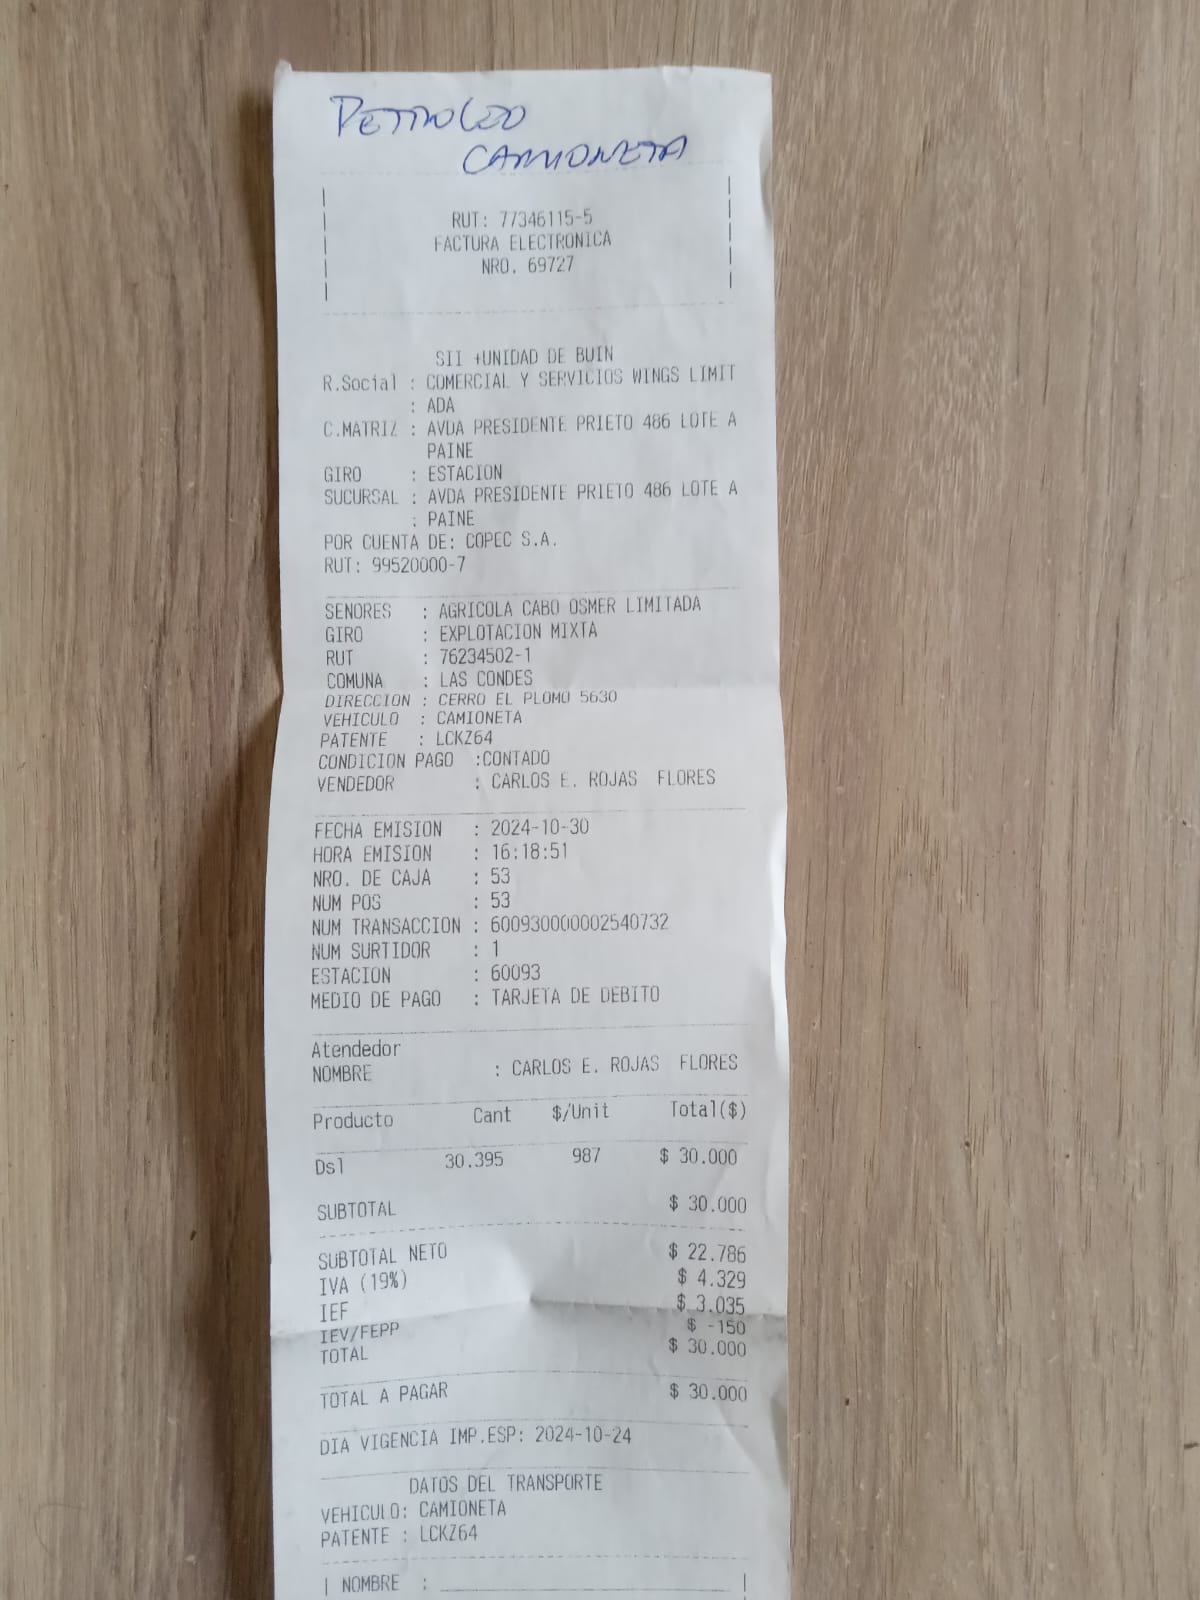 PETROLEO
CAMIONETA
RUT: 77346115-5
FACTURA ELECTRONICA
NRO. 69727
SII +UNIDAD DE BUIN
R.Social : COMERCIAL Y SERVICIOS WINGS LIMIT
: ADA
C.MATRIZ : AVDA PRESIDENTE PRIETO 486 LOTE A
PAINE
GIRO : ESTACION
SUCURSAL : AVDA PRESIDENTE PRIETO 486 LOTE A
: PAINE
POR CUENTA DE: COPEC S.A.
RUT: 99520000-7
SENORES : AGRICOLA CABO OSMER LIMITADA
GIRO : EXPLOTACION MIXTA
RUT : 76234502-1
COMUNA : LAS CONDES
DIRECCION : CERRO EL PLOMO 5630
VEHICULO : CAMIONETA
PATENTE : LCKZ64
CONDICION PAGO :CONTADO
VENDEDOR : CARLOS E. ROJAS FLORES
FECHA EMISION : 2024-10-30
HORA EMISION : 16:18:51
NRO. DE CAJA : 53
NUM POS : 53
NUM TRANSACCION : 600930000002540732
NUM SURTIDOR : 1
ESTACION : 60093
MEDIO DE PAGO : TARJETA DE DEBITO
Atendedor
NOMBRE : CARLOS E. ROJAS FLORES
Producto Cant $/Unit Total($)
Dsl 30.395 987 $ 30.000
SUBTOTAL $ 30.000
SUBTOTAL NETO $ 22.786
IVA (19%) $ 4.329
IEF $ 3.035
IEV/FEPP $ -150
TOTAL $ 30.000
TOTAL A PAGAR $ 30.000
DIA VIGENCIA IMP.ESP: 2024-10-24
DATOS DEL TRANSPORTE
VEHICULO: CAMIONETA
PATENTE : LCKZ64
| NOMBRE : ____________________ |